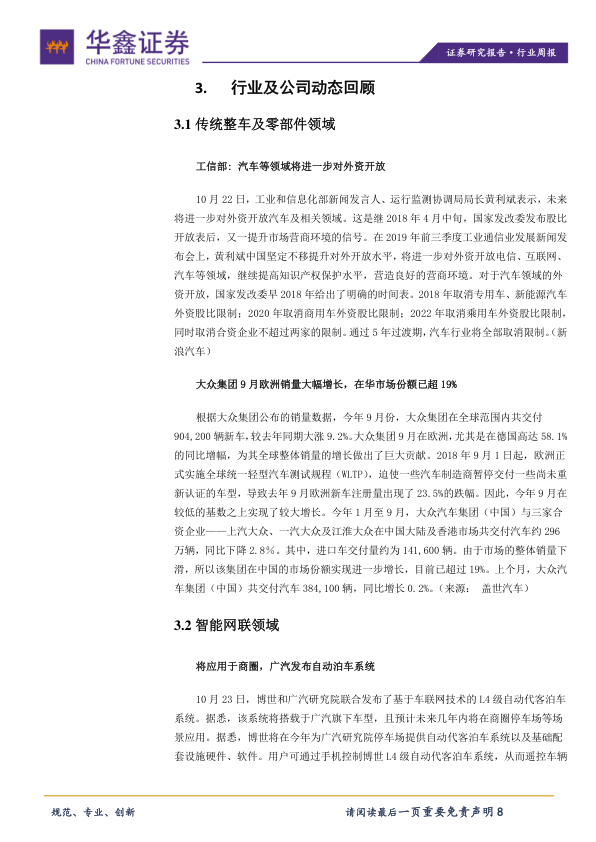 华鑫证券
CHINA FORTUNE SECURITIES
证券研究报告·行业周报
3. 行业及公司动态回顾
3.1 传统整车及零部件领域
工信部：汽车等领域将进一步对外资开放
10 月 22 日，工业和信息化部新闻发言人、运行监测协调局局长黄利斌表示，未来
将进一步对外资开放汽车及相关领域。这是继 2018 年 4 月中旬，国家发改委发布股比
开放表后，又一提升市场营商环境的信号。在 2019 年前三季度工业通信业发展新闻发
布会上，黄利斌中国坚定不移提升对外开放水平，将进一步对外资开放电信、互联网、
汽车等领域，继续提高知识产权保护水平，营造良好的营商环境。对于汽车领域的外
资开放，国家发改委早 2018 年给出了明确的时间表。2018 年取消专用车、新能源汽车
外资股比限制；2020 年取消商用车外资股比限制；2022 年取消乘用车外资股比限制，
同时取消合资企业不超过两家的限制。通过 5 年过渡期，汽车行业将全部取消限制。（新
浪汽车）
大众集团 9 月欧洲销量大幅增长，在华市场份额已超 19%
根据大众集团公布的销量数据，今年 9 月份，大众集团在全球范围内共交付
904,200 辆新车，较去年同期大涨 9.2%。大众集团 9 月在欧洲，尤其是在德国高达 58.1%
的同比增幅，为其全球整体销量的增长做出了巨大贡献。2018 年 9 月 1 日起，欧洲正
式实施全球统一轻型汽车测试规程（WLTP），迫使一些汽车制造商暂停交付一些尚未重
新认证的车型，导致去年 9 月欧洲新车注册量出现了 23.5%的跌幅。因此，今年 9 月在
较低的基数之上实现了较大增长。今年 1 月至 9 月，大众汽车集团（中国）与三家合
资企业——上汽大众、一汽大众及江淮大众在中国大陆及香港市场共交付汽车约 296
万辆，同比下降 2.8％。其中，进口车交付量约为 141,600 辆。由于市场的整体销量下
滑，所以该集团在中国的市场份额实现进一步增长，目前已超过 19%。上个月，大众汽
车集团（中国）共交付汽车 384,100 辆，同比增长 0.2%。（来源： 盖世汽车）
3.2 智能网联领域
将应用于商圈，广汽发布自动泊车系统
10 月 23 日，博世和广汽研究院联合发布了基于车联网技术的 L4 级自动代客泊车
系统。据悉，该系统将搭载于广汽旗下车型，且预计未来几年内将在商圈停车场等场
景应用。据悉，博世将在今年为广汽研究院停车场提供自动代客泊车系统以及基础配
套设施硬件、软件。用户可通过手机控制博世 L4 级自动代客泊车系统，从而遥控车辆
规范、专业、创新
请阅读最后一页重要免责声明 8